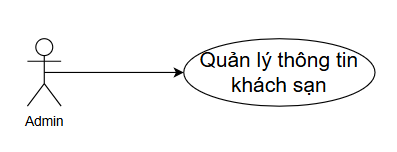 Quản lý thông tin
khách sạn
Admin